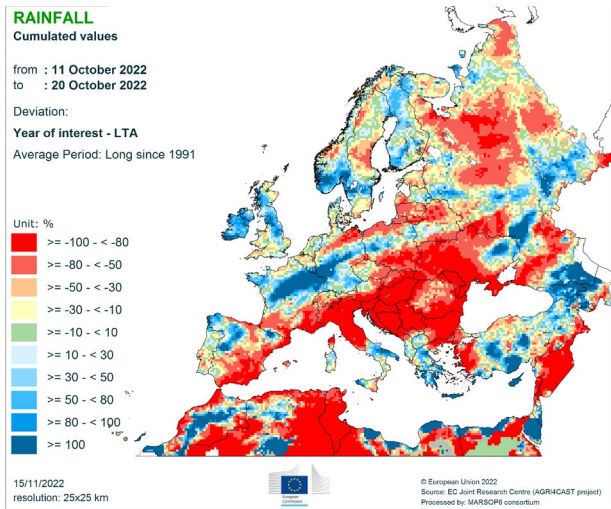 RAINFALL
Cumulated values
from : 11 October 2022
to : 20 October 2022
Deviation:
Year of interest - LTA
Average Period: Long since 1991
Unit: %
>= -100 - < -80
>= -80 - < -50
>= -50 - < -30
>= -30 - < -10
>= -10 - < 10
>= 10 - < 30
>= 30 - < 50
>= 50 - < 80
>= 80 - < 100
>= 100
15/11/2022
resolution: 25x25 km
European
Commission
© European Union 2022
Source: EC Joint Research Centre (AGRI4CAST project)
Processed by: MARSOP6 consortium